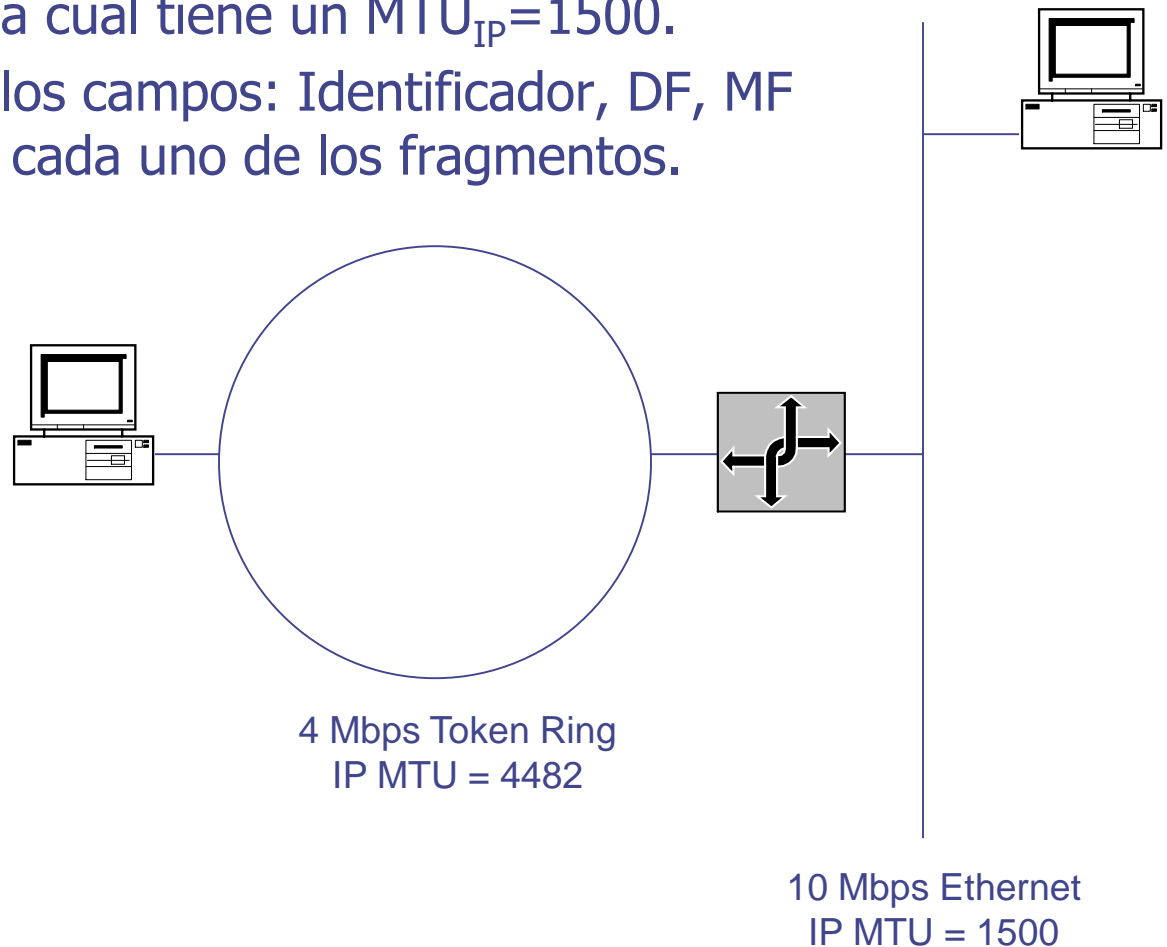 a cual tiene un MTU_IP=1500.
los campos: Identificador, DF, MF
cada uno de los fragmentos.
4 Mbps Token Ring
IP MTU = 4482
10 Mbps Ethernet
IP MTU = 1500